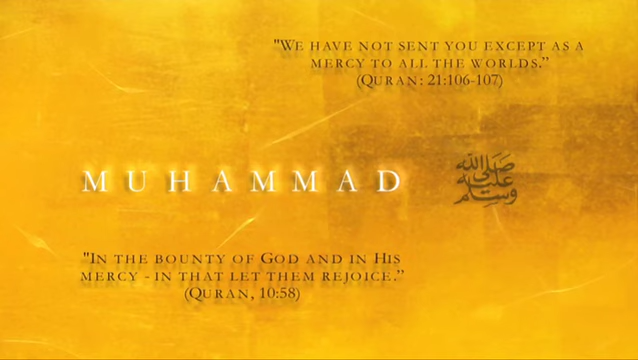 "WE HAVE NOT SENT YOU EXCEPT AS A
MERCY TO ALL THE WORLDS.”
(QURAN: 21:106-107)
MUHAMMAD
صلى الله
عليه
وسلم
"IN THE BOUNTY OF GOD AND IN HIS
MERCY - IN THAT LET THEM REJOICE.”
(QURAN, 10:58)